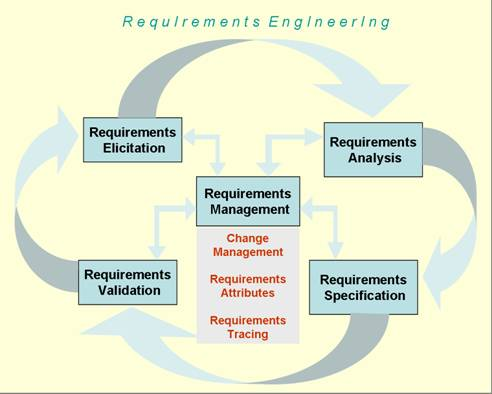 Requirements Engineering
Requirements
Elicitation
Requirements
Analysis
Requirements
Management
Change
Management
Requirements
Attributes
Requirements
Tracing
Requirements
Validation
Requirements
Specification